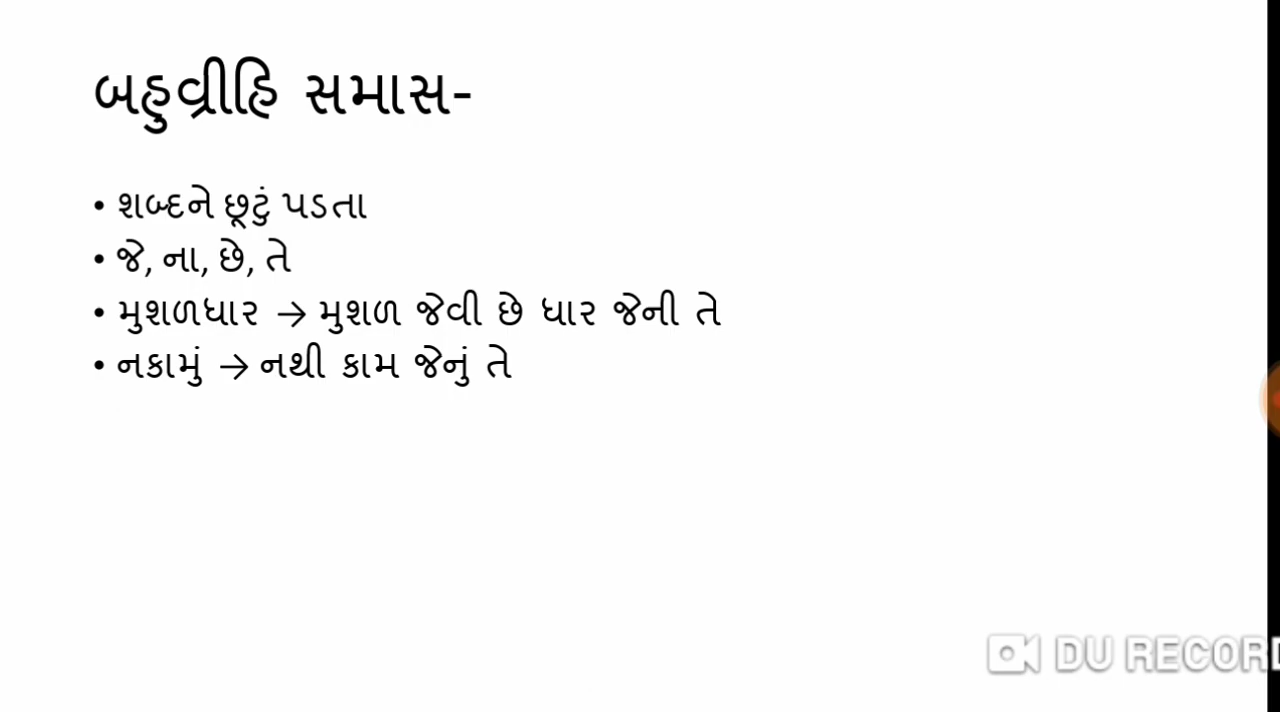 બહુવ્રીહિ સમાસ-
• શબ્દને છૂટું પડતા
• જે, ના, છે, તે
• મુશળધાર → મુશળ જેવી છે ધાર જેની તે
• નકામું → નથી કામ જેનું તે
DU RECORD